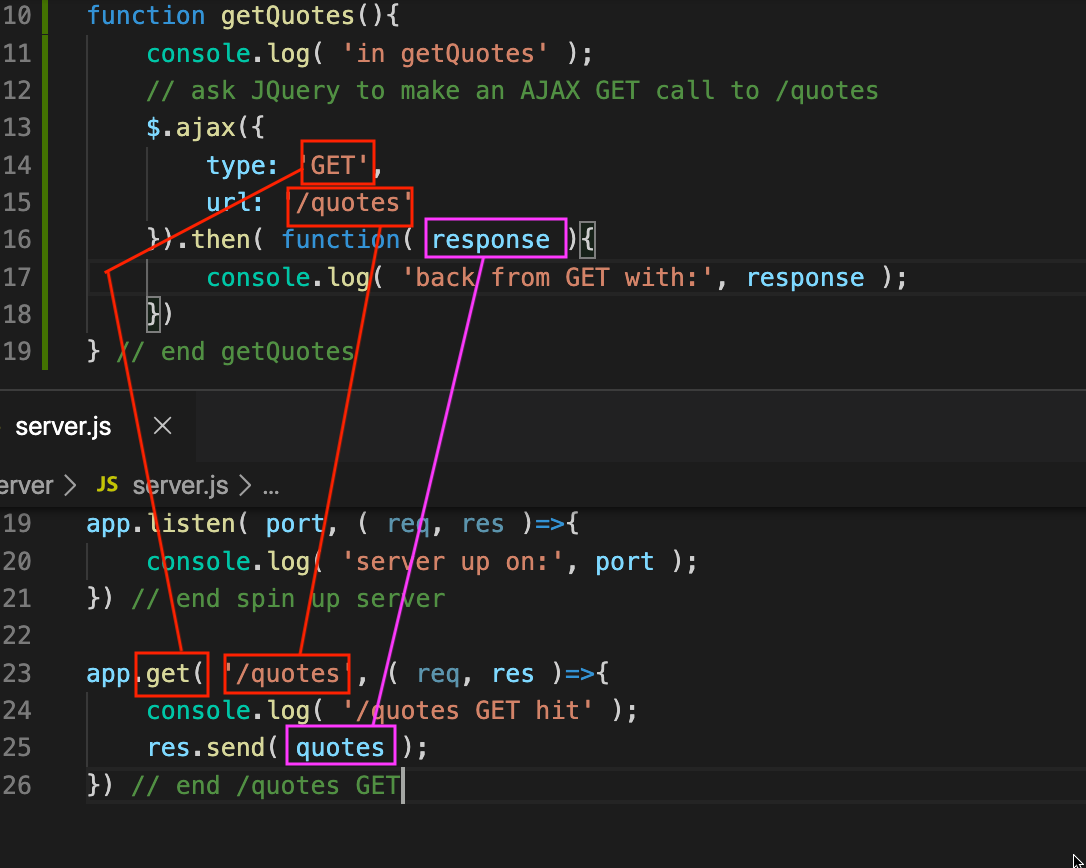 10 function getQuotes(){
11 console.log( 'in getQuotes' );
12 // ask JQuery to make an AJAX GET call to /quotes
13 $.ajax({
14 type: 'GET',
15 url: '/quotes'
16 }).then( function( response ){
17 console.log( 'back from GET with:', response );
18 })
19 } // end getQuotes
server.js
erver > JS server.js > ...
19 app.listen( port, ( req, res )=>{
20 console.log( 'server up on:', port );
21 }) // end spin up server
22
23 app.get( '/quotes', ( req, res )=>{
24 console.log( '/quotes GET hit' );
25 res.send( quotes );
26 }) // end /quotes GET